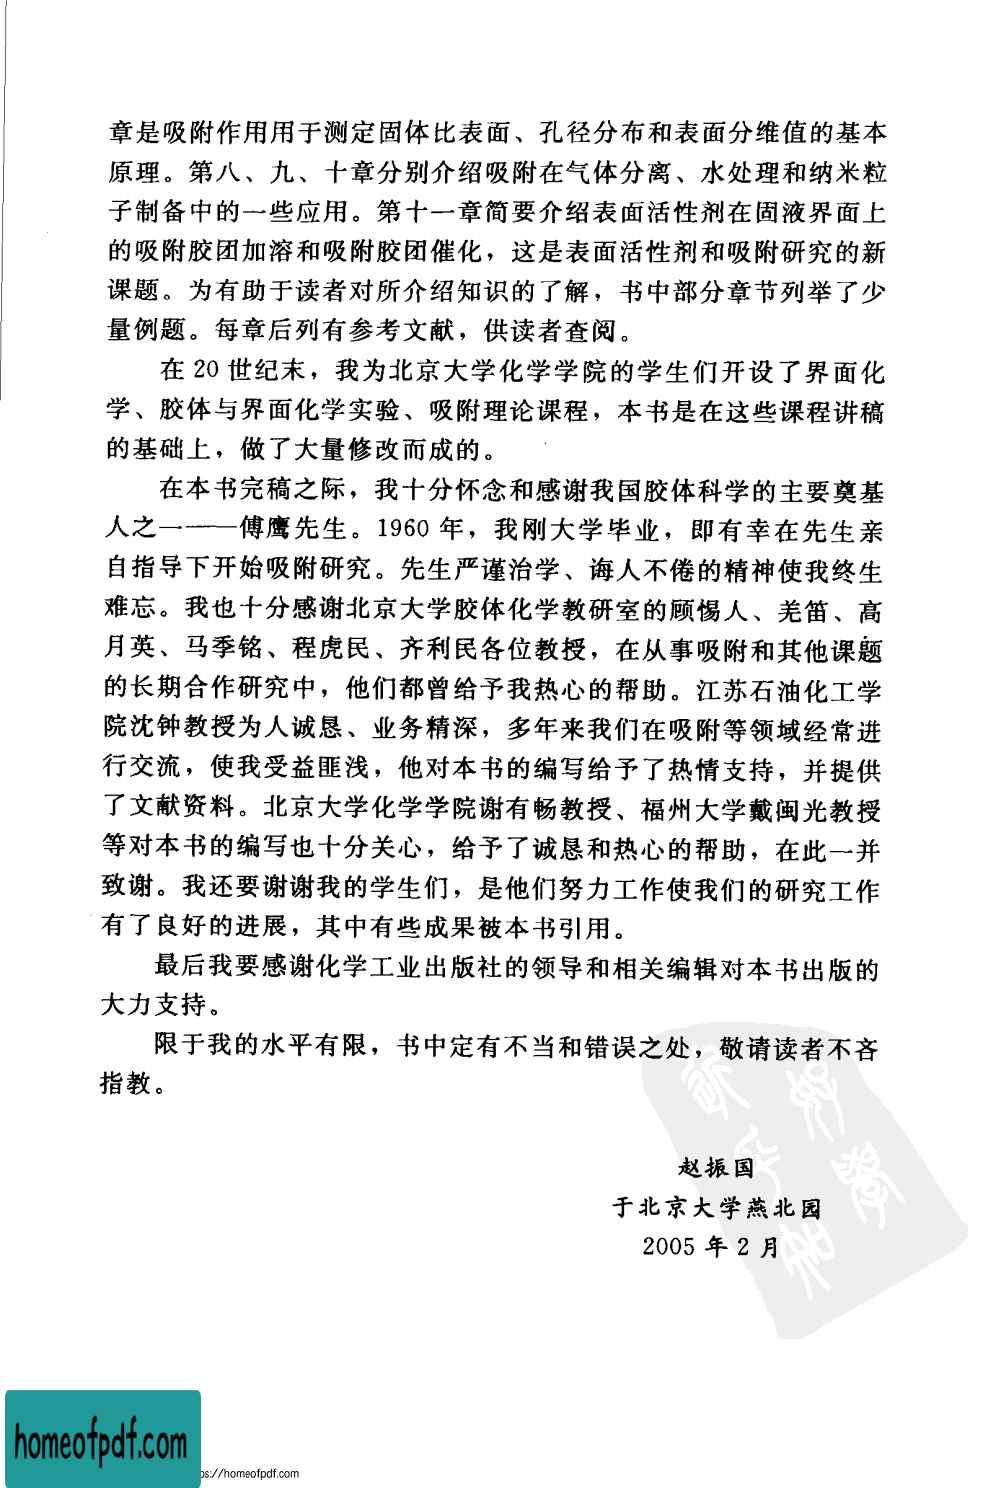 章是吸附作用用于测定固体比表面、孔径分布和表面分维值的基本
原理。第八、九、十章分别介绍吸附在气体分离、水处理和纳米粒
子制备中的一些应用。第十一章简要介绍表面活性剂在固液界面上
的吸附胶团加溶和吸附胶团催化，这是表面活性剂和吸附研究的新
课题。为有助于读者对所介绍知识的了解，书中部分章节列举了少
量例题。每章后列有参考文献，供读者查阅。
在 20 世纪末，我为北京大学化学学院的学生们开设了界面化
学、胶体与界面化学实验、吸附理论课程，本书是在这些课程讲稿
的基础上，做了大量修改而成的。
在本书完稿之际，我十分怀念和感谢我国胶体科学的主要奠基
人之一——傅鹰先生。1960 年，我刚大学毕业，即有幸在先生亲
自指导下开始吸附研究。先生严谨治学、诲人不倦的精神使我终生
难忘。我也十分感谢北京大学胶体化学教研室的顾惕人、羌笛、高
月英、马季铭、程虎民、齐利民各位教授，在从事吸附和其他课题
的长期合作研究中，他们都曾给予我热心的帮助。江苏石油化工学
院沈钟教授为人诚恳、业务精深，多年来我们在吸附等领域经常进
行交流，使我受益匪浅，他对本书的编写给予了热情支持，并提供
了文献资料。北京大学化学学院谢有畅教授、福州大学戴闽光教授
等对本书的编写也十分关心，给予了诚恳和热心的帮助，在此一并
致谢。我还要谢谢我的学生们，是他们努力工作使我们的研究工作
有了良好的进展，其中有些成果被本书引用。
最后我要感谢化学工业出版社的领导和相关编辑对本书出版的
大力支持。
限于我的水平有限，书中定有不当和错误之处，敬请读者不吝
指教。
赵振国
于北京大学燕北园
2005 年 2 月
homeofpdf.com
ps://homeofpdf.com